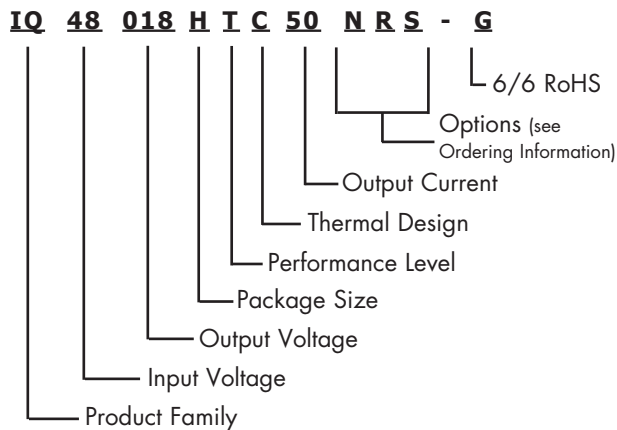 IQ 48 018 H T C 50 N R S - G
6/6 RoHS
Options (see
Ordering Information)
Output Current
Thermal Design
Performance Level
Package Size
Output Voltage
Input Voltage
Product Family